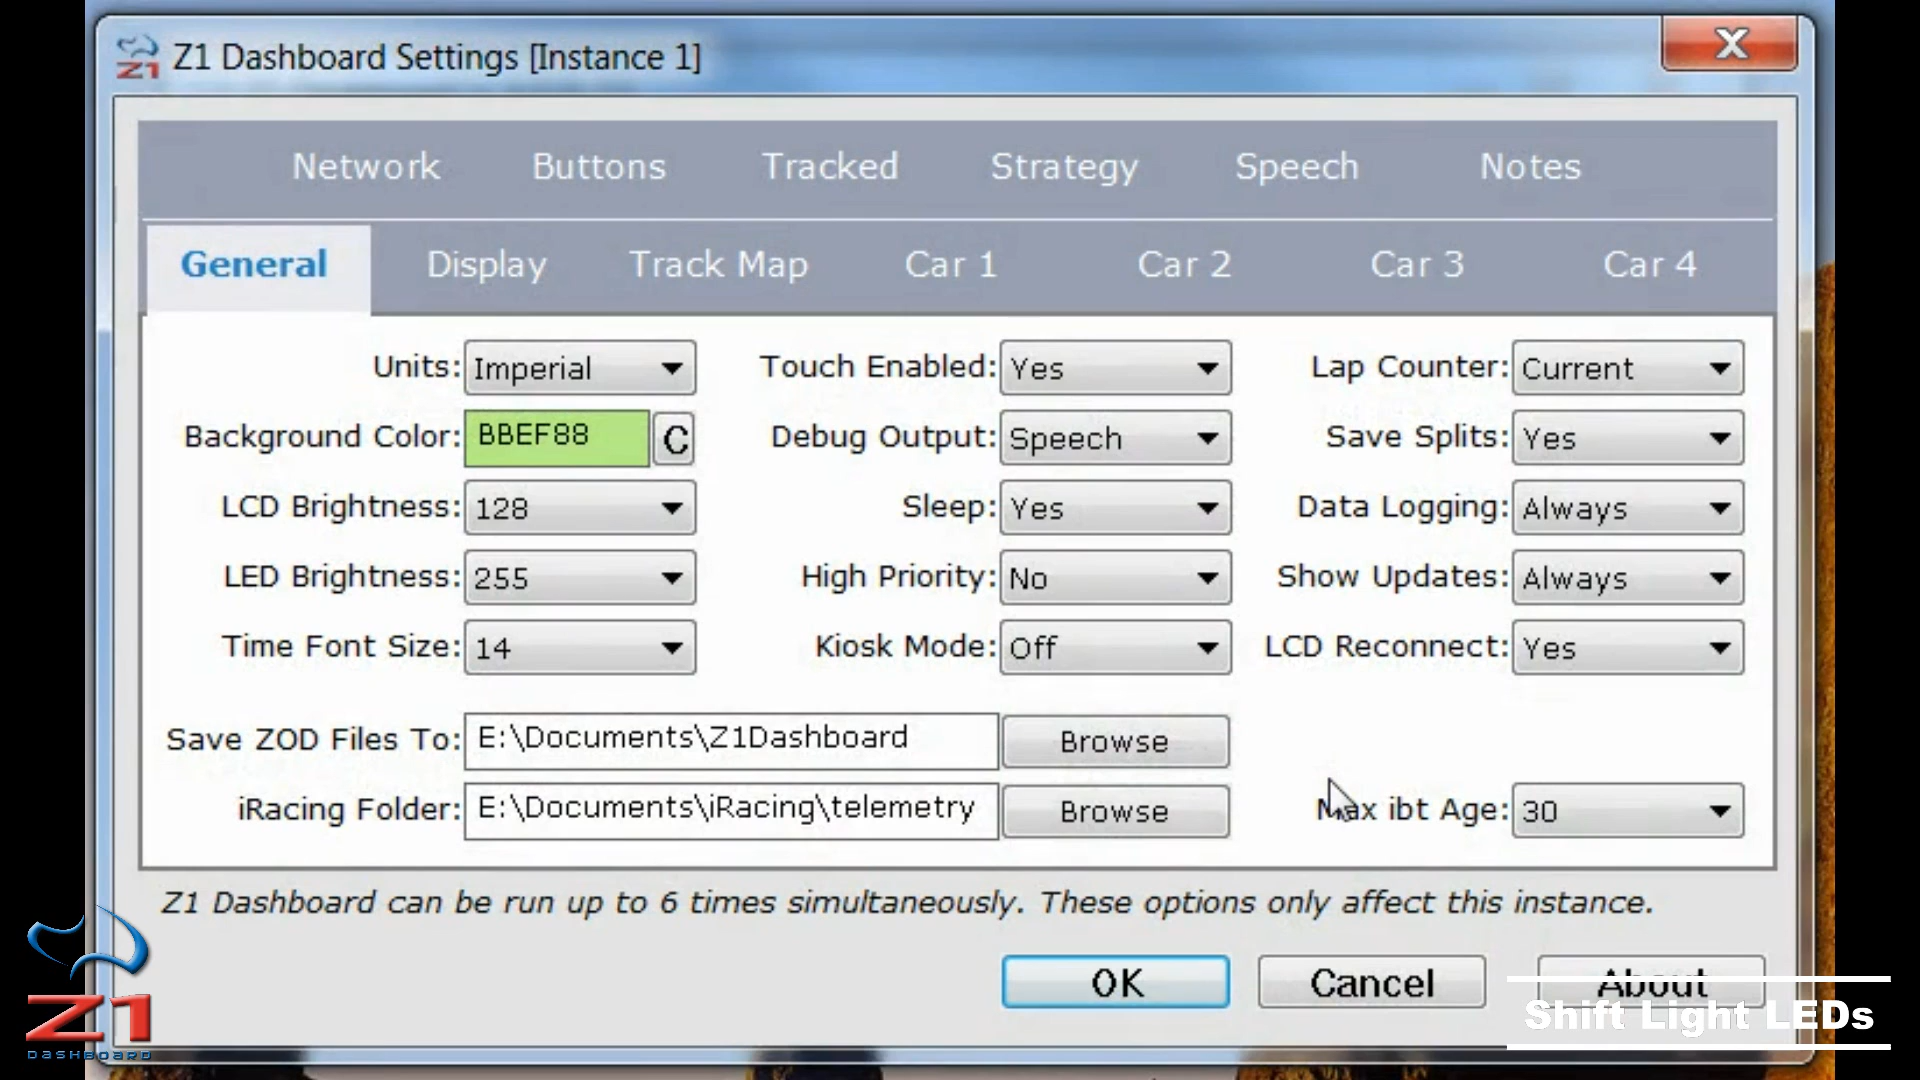 Z1 Dashboard Settings [Instance 1]
X
Network Buttons Tracked Strategy Speech Notes
General Display Track Map Car 1 Car 2 Car 3 Car 4
Units: Imperial Touch Enabled: Yes Lap Counter: Current
Background Color: BBEF88 C Debug Output: Speech Save Splits: Yes
LCD Brightness: 128 Sleep: Yes Data Logging: Always
LED Brightness: 255 High Priority: No Show Updates: Always
Time Font Size: 14 Kiosk Mode: Off LCD Reconnect: Yes
Save ZOD Files To: E:\Documents\Z1Dashboard Browse
iRacing Folder: E:\Documents\iRacing\telemetry Browse Max ibt Age: 30
Z1 Dashboard can be run up to 6 times simultaneously. These options only affect this instance.
OK Cancel About
Shift Light LEDs
Z1
DASHBOARD